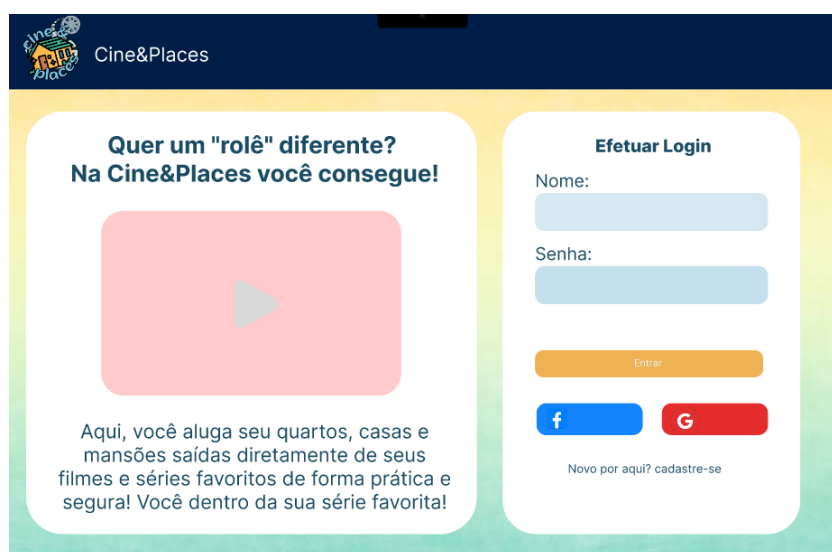 cine&
places
Cine&Places
Quer um "rolê" diferente?
Na Cine&Places você consegue!
Aqui, você aluga seu quartos, casas e
mansões saídas diretamente de seus
filmes e séries favoritos de forma prática e
segura! Você dentro da sua série favorita!
Efetuar Login
Nome:
Senha:
Entrar
f
G
Novo por aqui? cadastre-se